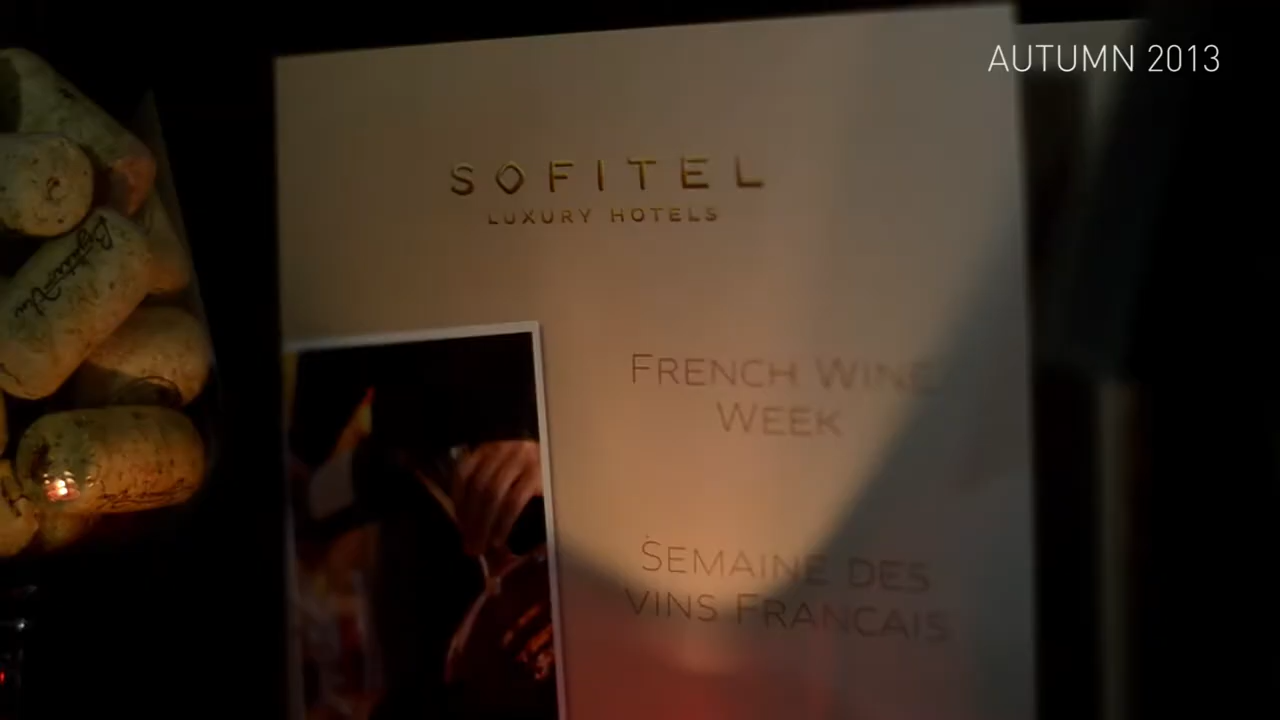 AUTUMN 2013
SOFITEL
LUXURY HOTELS
FRENCH WINE
WEEK
SEMAINE DES
VINS FRANCAIS